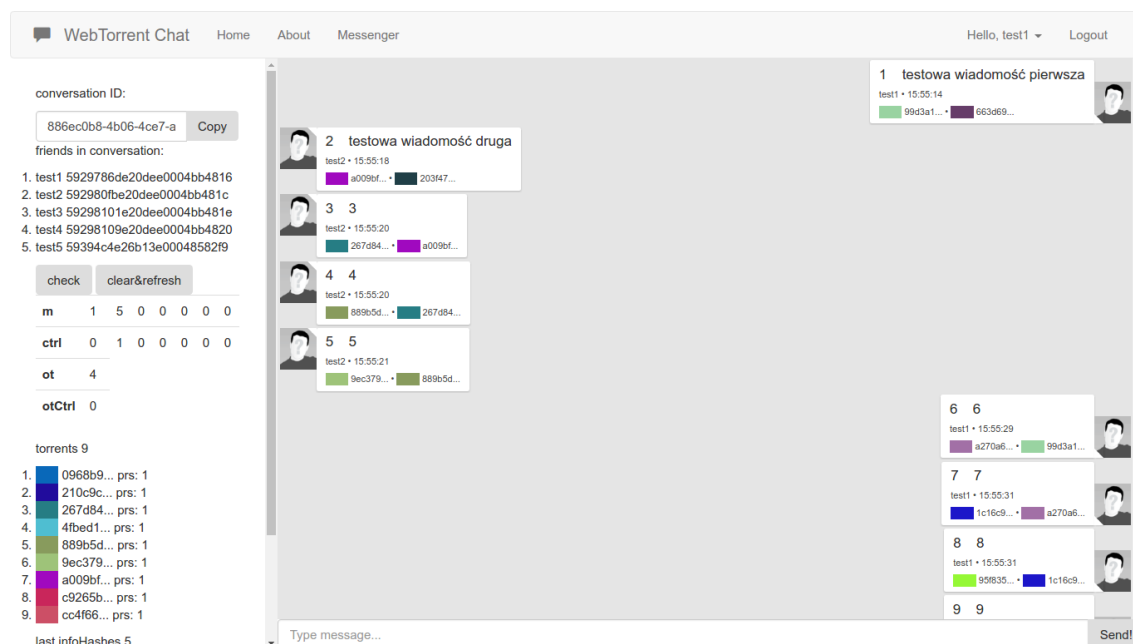 WebTorrent Chat Home About Messenger Hello, test1 Logout
conversation ID:
886ec0b8-4b06-4ce7-a Copy
friends in conversation:
1. test1 5929786de20dee0004bb4816
2. test2 592980fbe20dee0004bb481c
3. test3 59298101e20dee0004bb481e
4. test4 59298109e20dee0004bb4820
5. test5 59394c4e26b13e00048582f9
check clear&refresh
m 1 5 0 0 0 0 0
ctrl 0 1 0 0 0 0 0
ot 4
otCtrl 0
torrents 9
1. 0968b9... prs: 1
2. 210c9c... prs: 1
3. 267d84... prs: 1
4. 4fbed1... prs: 1
5. 889b5d... prs: 1
6. 9ec379... prs: 1
7. a009bf... prs: 1
8. c9265b... prs: 1
9. cc4f66... prs: 1
last infoHashes 5
1 testowa wiadomość pierwsza
test1 • 15:55:14
99d3a1... • 663d69...
2 testowa wiadomość druga
test2 • 15:55:18
a009bf... • 203f47...
3 3
test2 • 15:55:20
267d84... • a009bf...
4 4
test2 • 15:55:20
889b5d... • 267d84...
5 5
test2 • 15:55:21
9ec379... • 889b5d...
6 6
test1 • 15:55:29
a270a6... • 99d3a1...
7 7
test1 • 15:55:31
1c16c9... • a270a6...
8 8
test1 • 15:55:31
95f835... • 1c16c9...
9 9
Type message... Send!